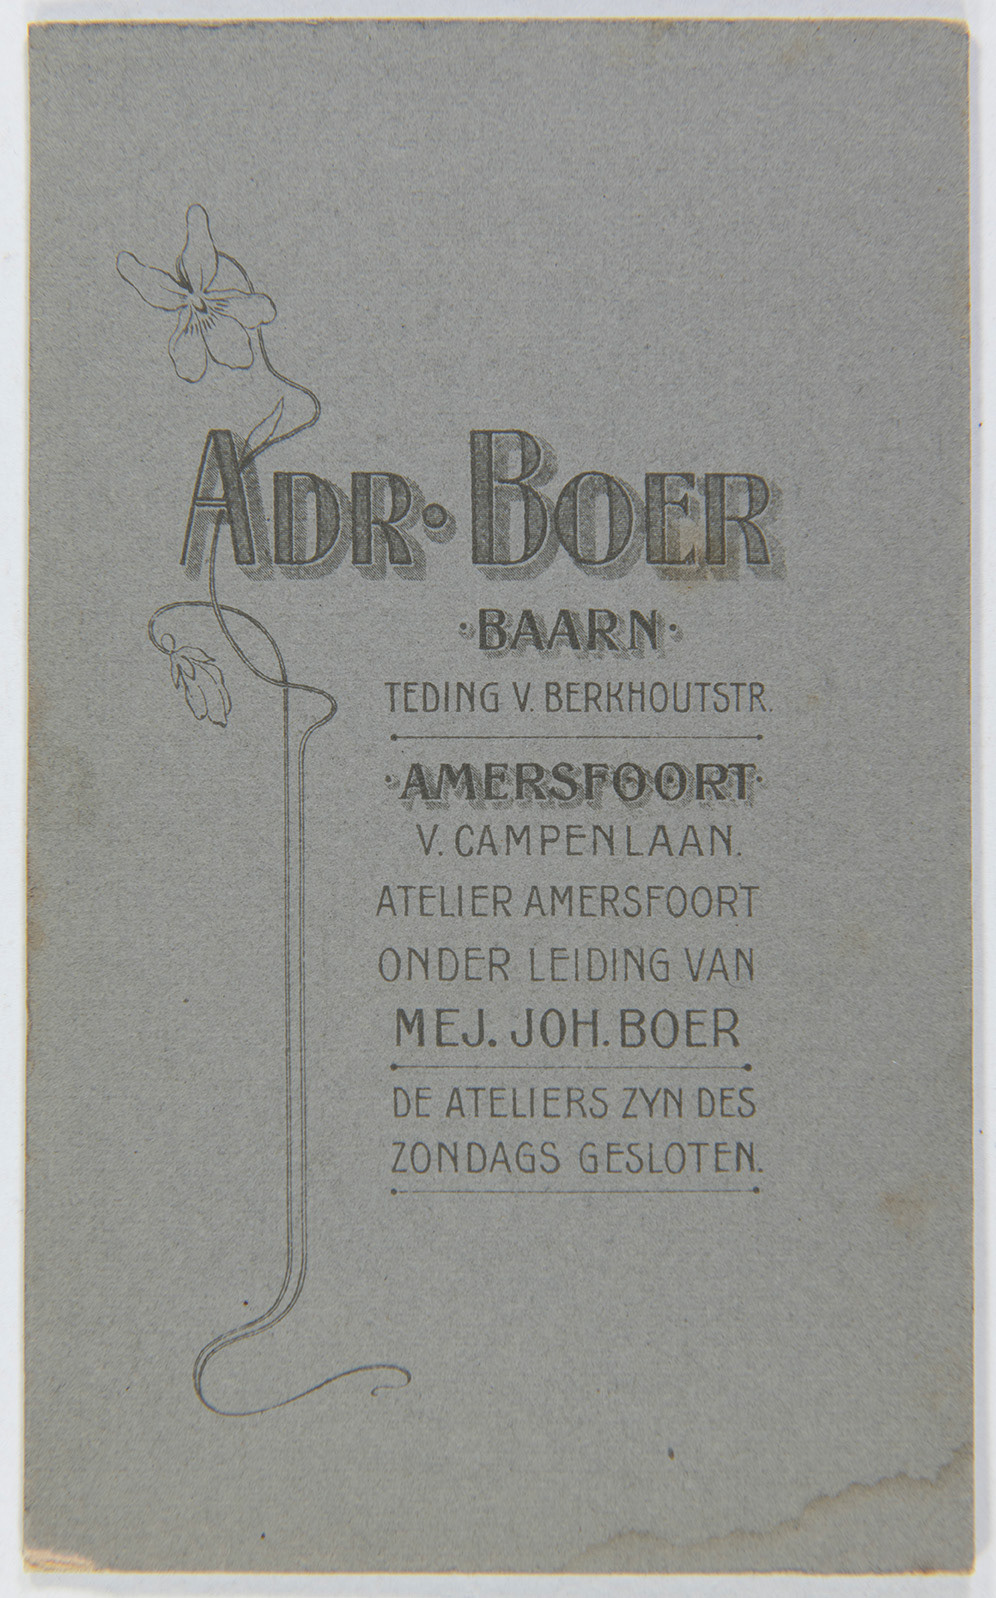 ADR · BOER
· BAARN ·
TEDING V. BERKHOUTSTR.
· AMERSFOORT ·
V. CAMPENLAAN.
ATELIER AMERSFOORT
ONDER LEIDING VAN
MEJ. JOH. BOER
DE ATELIERS ZYN DES
ZONDAGS GESLOTEN.